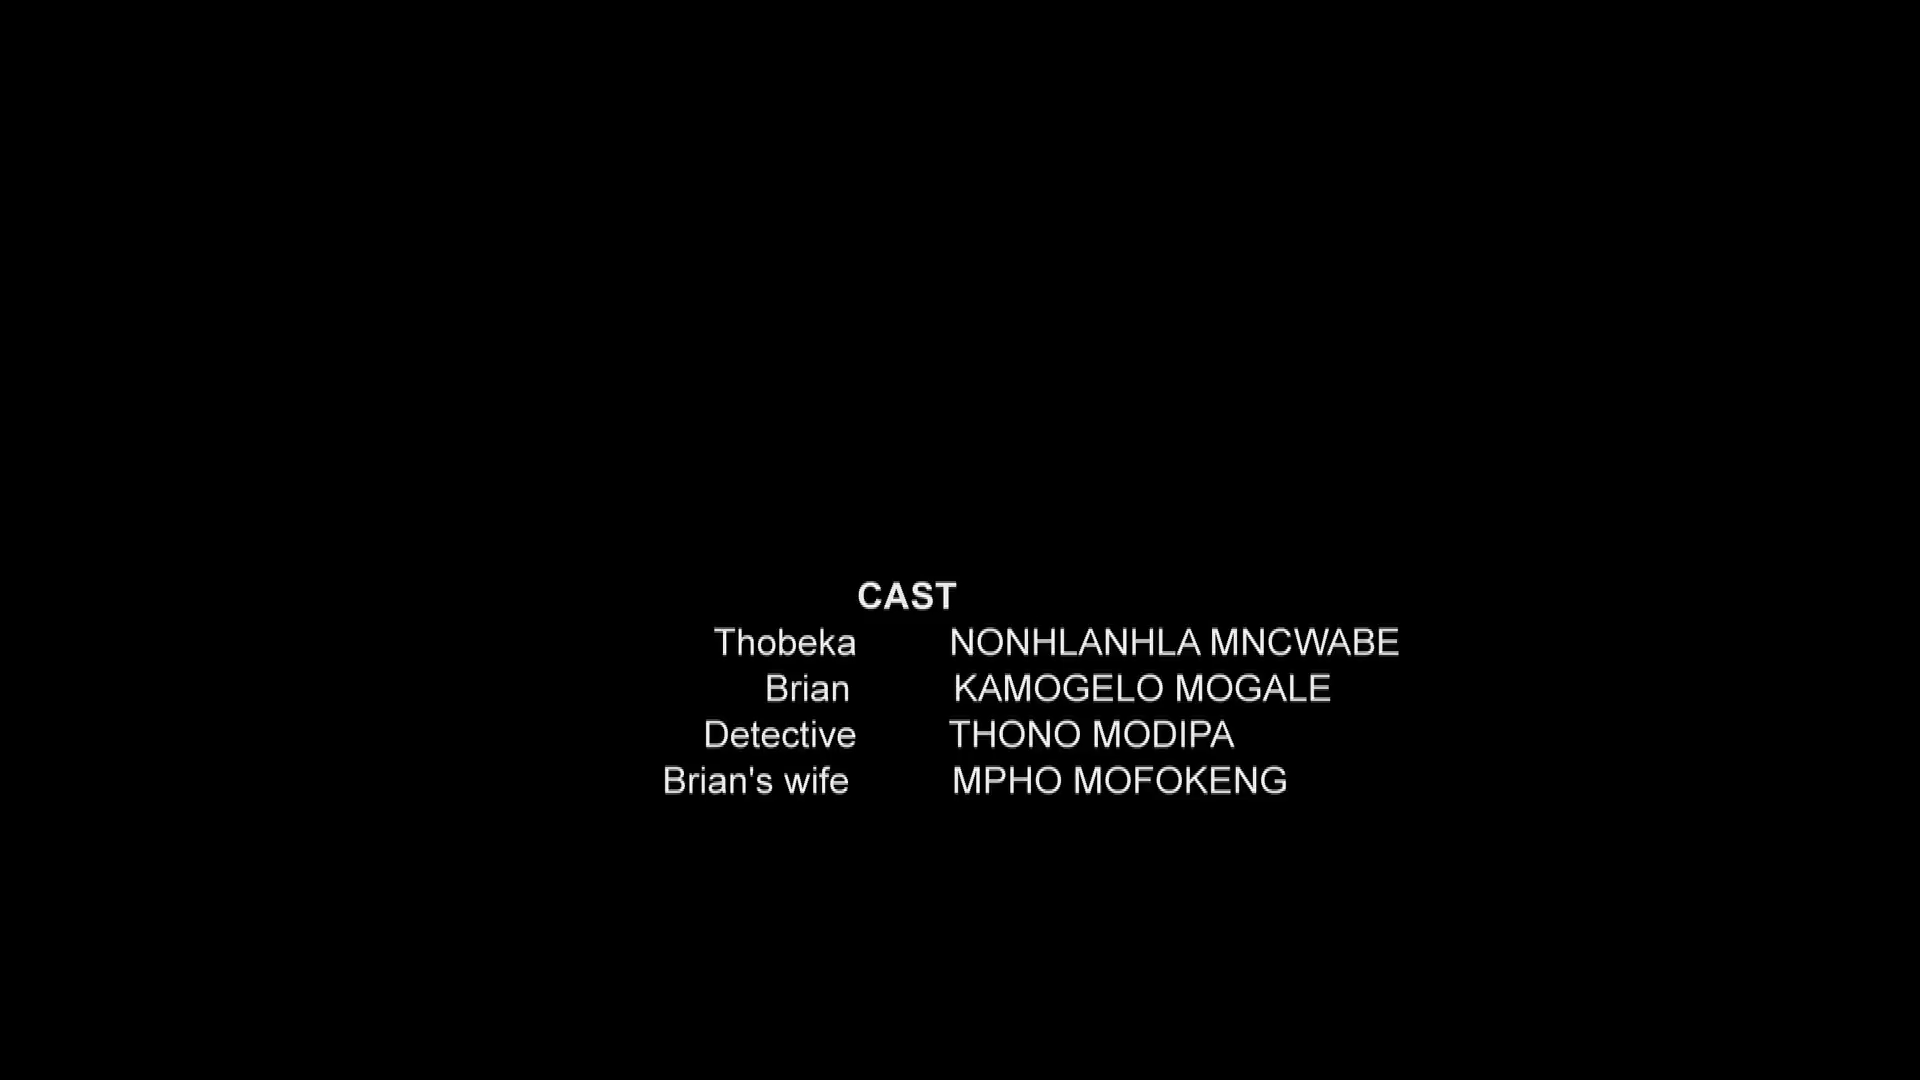 CAST
Thobeka NONHLANHLA MNCWABE
Brian KAMOGELO MOGALE
Detective THONO MODIPA
Brian's wife MPHO MOFOKENG